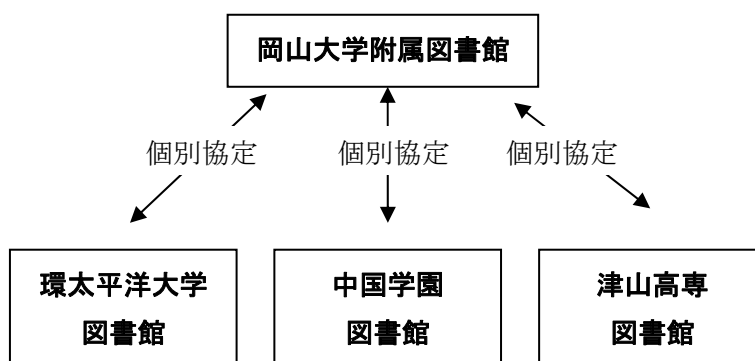 岡山大学附属図書館
個別協定
個別協定
個別協定
環太平洋大学
図書館
中国学園
図書館
津山高専
図書館